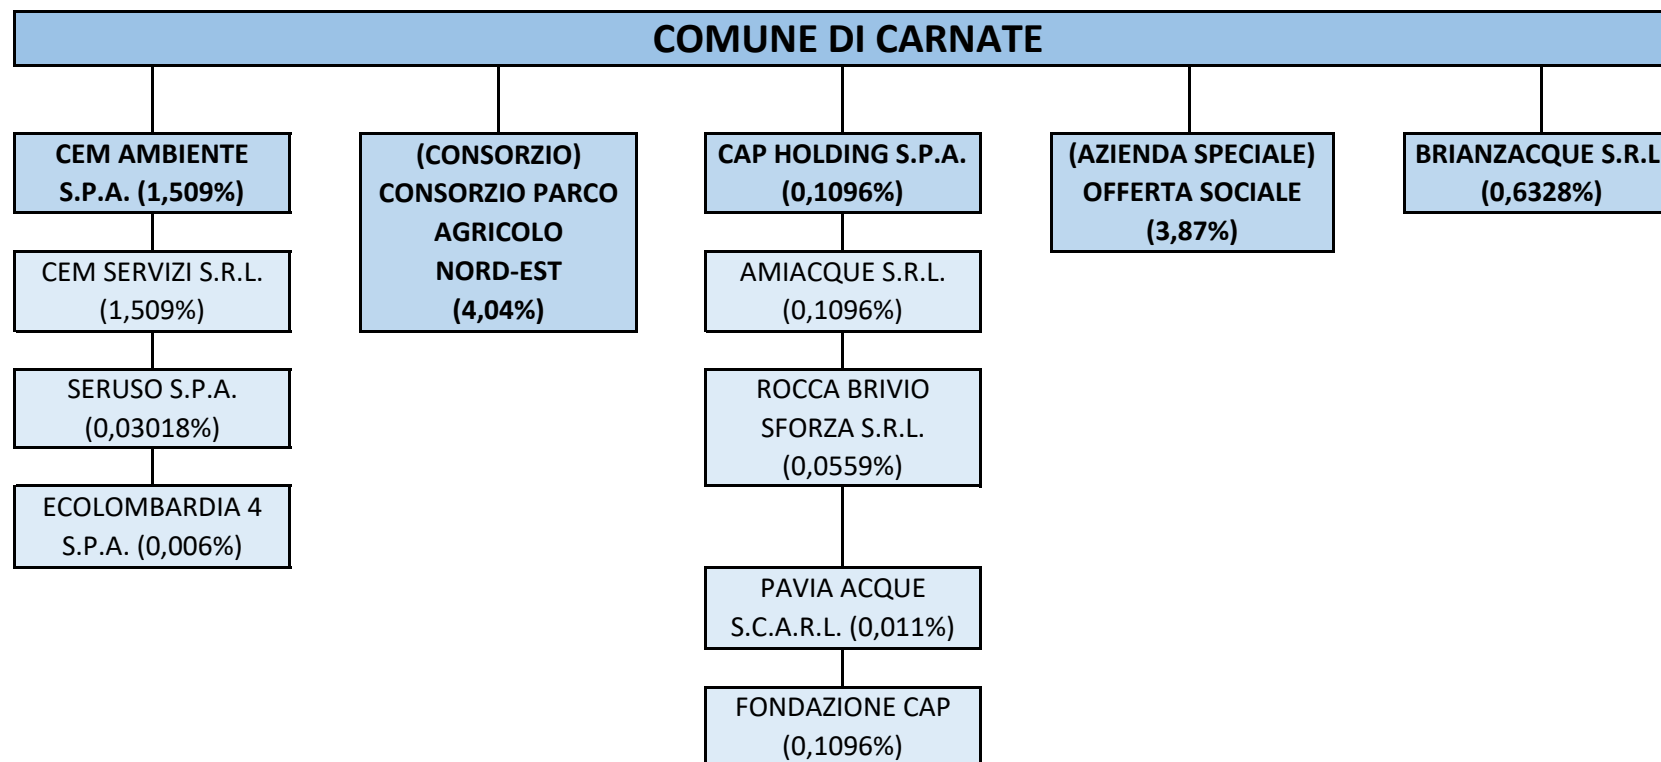 COMUNE DI CARNATE
CEM AMBIENTE
S.P.A. (1,509%)
CEM SERVIZI S.R.L.
(1,509%)
SERUSO S.P.A.
(0,03018%)
ECOLOMBARDIA 4
S.P.A. (0,006%)
(CONSORZIO)
CONSORZIO PARCO
AGRICOLO
NORD-EST
(4,04%)
CAP HOLDING S.P.A.
(0,1096%)
AMIACQUE S.R.L.
(0,1096%)
ROCCA BRIVIO
SFORZA S.R.L.
(0,0559%)
PAVIA ACQUE
S.C.A.R.L. (0,011%)
FONDAZIONE CAP
(0,1096%)
(AZIENDA SPECIALE)
OFFERTA SOCIALE
(3,87%)
BRIANZACQUE S.R.L
(0,6328%)